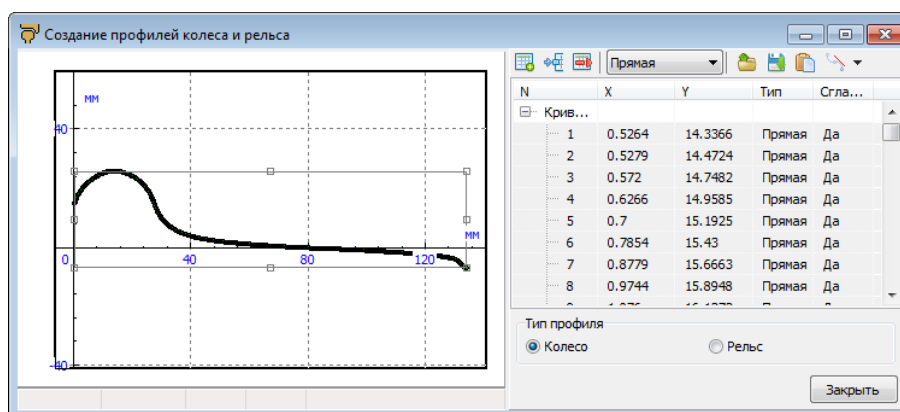 Создание профилей колеса и рельса
мм
40
мм
0
40
80
120
-40
Прямая
N X Y Тип Сгла...
Крив...
1 0.5264 14.3366 Прямая Да
2 0.5279 14.4724 Прямая Да
3 0.572 14.7482 Прямая Да
4 0.6266 14.9585 Прямая Да
5 0.7 15.1925 Прямая Да
6 0.7854 15.43 Прямая Да
7 0.8779 15.6663 Прямая Да
8 0.9744 15.8948 Прямая Да
Тип профиля
Колесо Рельс
Закрыть